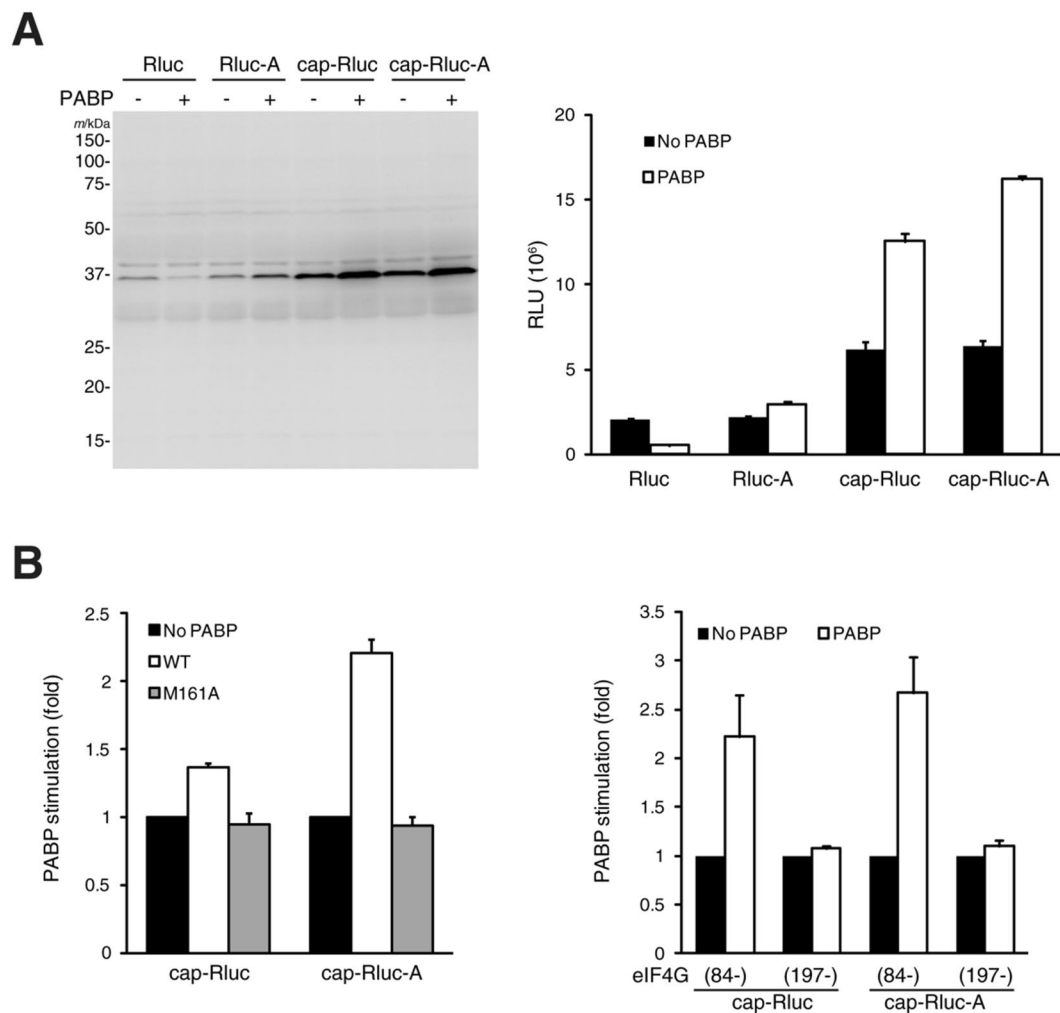 A
Rluc Rluc-A cap-Rluc cap-Rluc-A
PABP - + - + - + - +
m/kDa
150-
100-
75-
50-
37-
25-
20-
15-
20
15
10
5
0
RLU (10⁶)
No PABP
PABP
Rluc Rluc-A cap-Rluc cap-Rluc-A
B
2.5
2
1.5
1
0.5
0
PABP stimulation (fold)
No PABP
WT
M161A
cap-Rluc cap-Rluc-A
3.5
3
2.5
2
1.5
1
0.5
0
PABP stimulation (fold)
No PABP PABP
eIF4G (84-) (197-) (84-) (197-)
cap-Rluc cap-Rluc-A